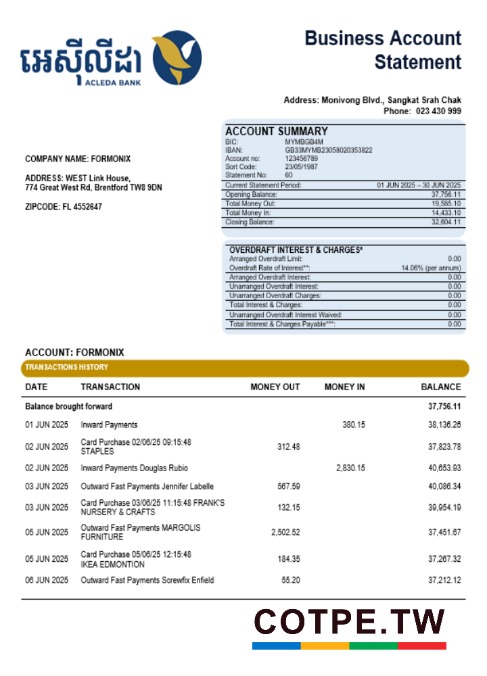 អេស៊ីលីដា
ACLEDA BANK
Business Account
Statement
Address: Monivong Blvd., Sangkat Srah Chak
Phone: 023 430 999
COMPANY NAME: FORMONIX
ADDRESS: WEST Link House,
774 Great West Rd, Brentford TW8 9DN
ZIPCODE: FL 4552647
ACCOUNT SUMMARY
BIC: MYMBGB4M
IBAN: GB33MYMB23058020353822
Account no: 123456789
Sort Code: 23/05/1987
Statement No: 60
Current Statement Period: 01 JUN 2025 – 30 JUN 2025
Opening Balance: 37,756.11
Total Money Out: 19,585.10
Total Money In: 14,433.10
Closing Balance: 32,604.11
OVERDRAFT INTEREST & CHARGES*
Arranged Overdraft Limit: 0.00
Overdraft Rate of Interest**: 14.06% (per annum)
Arranged Overdraft Interest: 0.00
Unarranged Overdraft Interest: 0.00
Unarranged Overdraft Charges: 0.00
Total Interest & Charges: 0.00
Unarranged Overdraft Interest Waived: 0.00
Total Interest & Charges Payable***: 0.00
ACCOUNT: FORMONIX
TRANSACTIONS HISTORY
DATE TRANSACTION MONEY OUT MONEY IN BALANCE
Balance brought forward 37,756.11
01 JUN 2025 Inward Payments 380.15 38,136.26
02 JUN 2025 Card Purchase 02/06/25 09:15:48 312.48 37,823.78
STAPLES
02 JUN 2025 Inward Payments Douglas Rubio 2,830.15 40,653.93
03 JUN 2025 Outward Fast Payments Jennifer Labelle 567.59 40,086.34
03 JUN 2025 Card Purchase 03/06/25 11:15:48 FRANK'S 132.15 39,954.19
NURSERY & CRAFTS
05 JUN 2025 Outward Fast Payments MARGOLIS 2,502.52 37,451.67
FURNITURE
05 JUN 2025 Card Purchase 05/06/25 12:15:48 184.35 37,267.32
IKEA EDMONTION
06 JUN 2025 Outward Fast Payments Screwfix Enfield 55.20 37,212.12
COTPE.TW